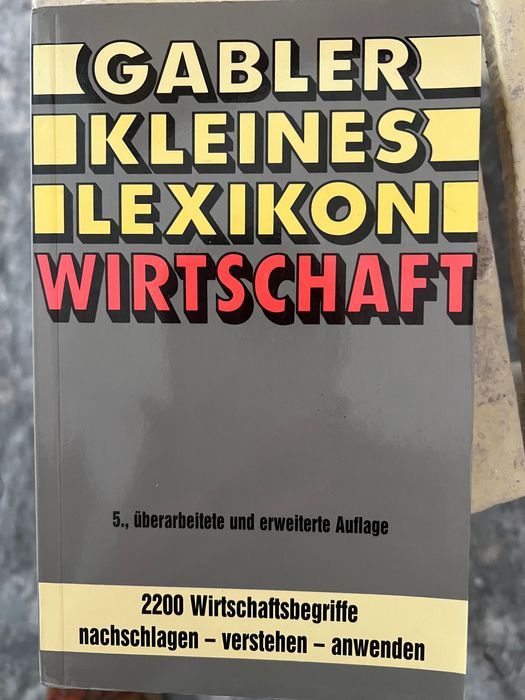 GABLER
KLEINES
LEXIKON
WIRTSCHAFT
5., überarbeitete und erweiterte Auflage
2200 Wirtschaftsbegriffe
nachschlagen – verstehen – anwenden